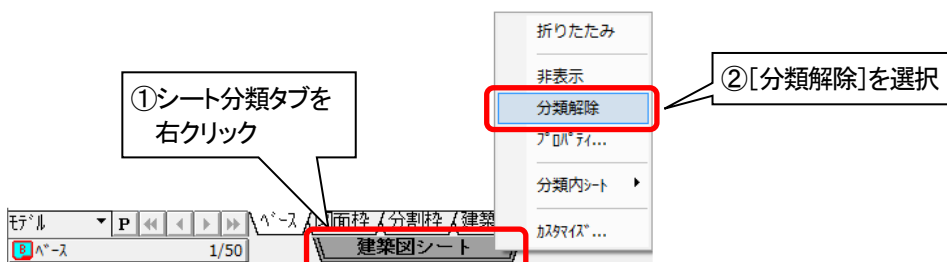 折りたたみ
非表示
分類解除
ﾌﾟﾛﾊﾟﾃｨ...
分類内ｼｰﾄ
ｶｽﾀﾏｲｽﾞ...
②[分類解除]を選択
①シート分類タブを
右クリック
ﾓﾃﾞﾙ P ﾍﾞｰｽ 図面枠 分割枠 建築
B ﾍﾞｰｽ 1/50 建築図シート